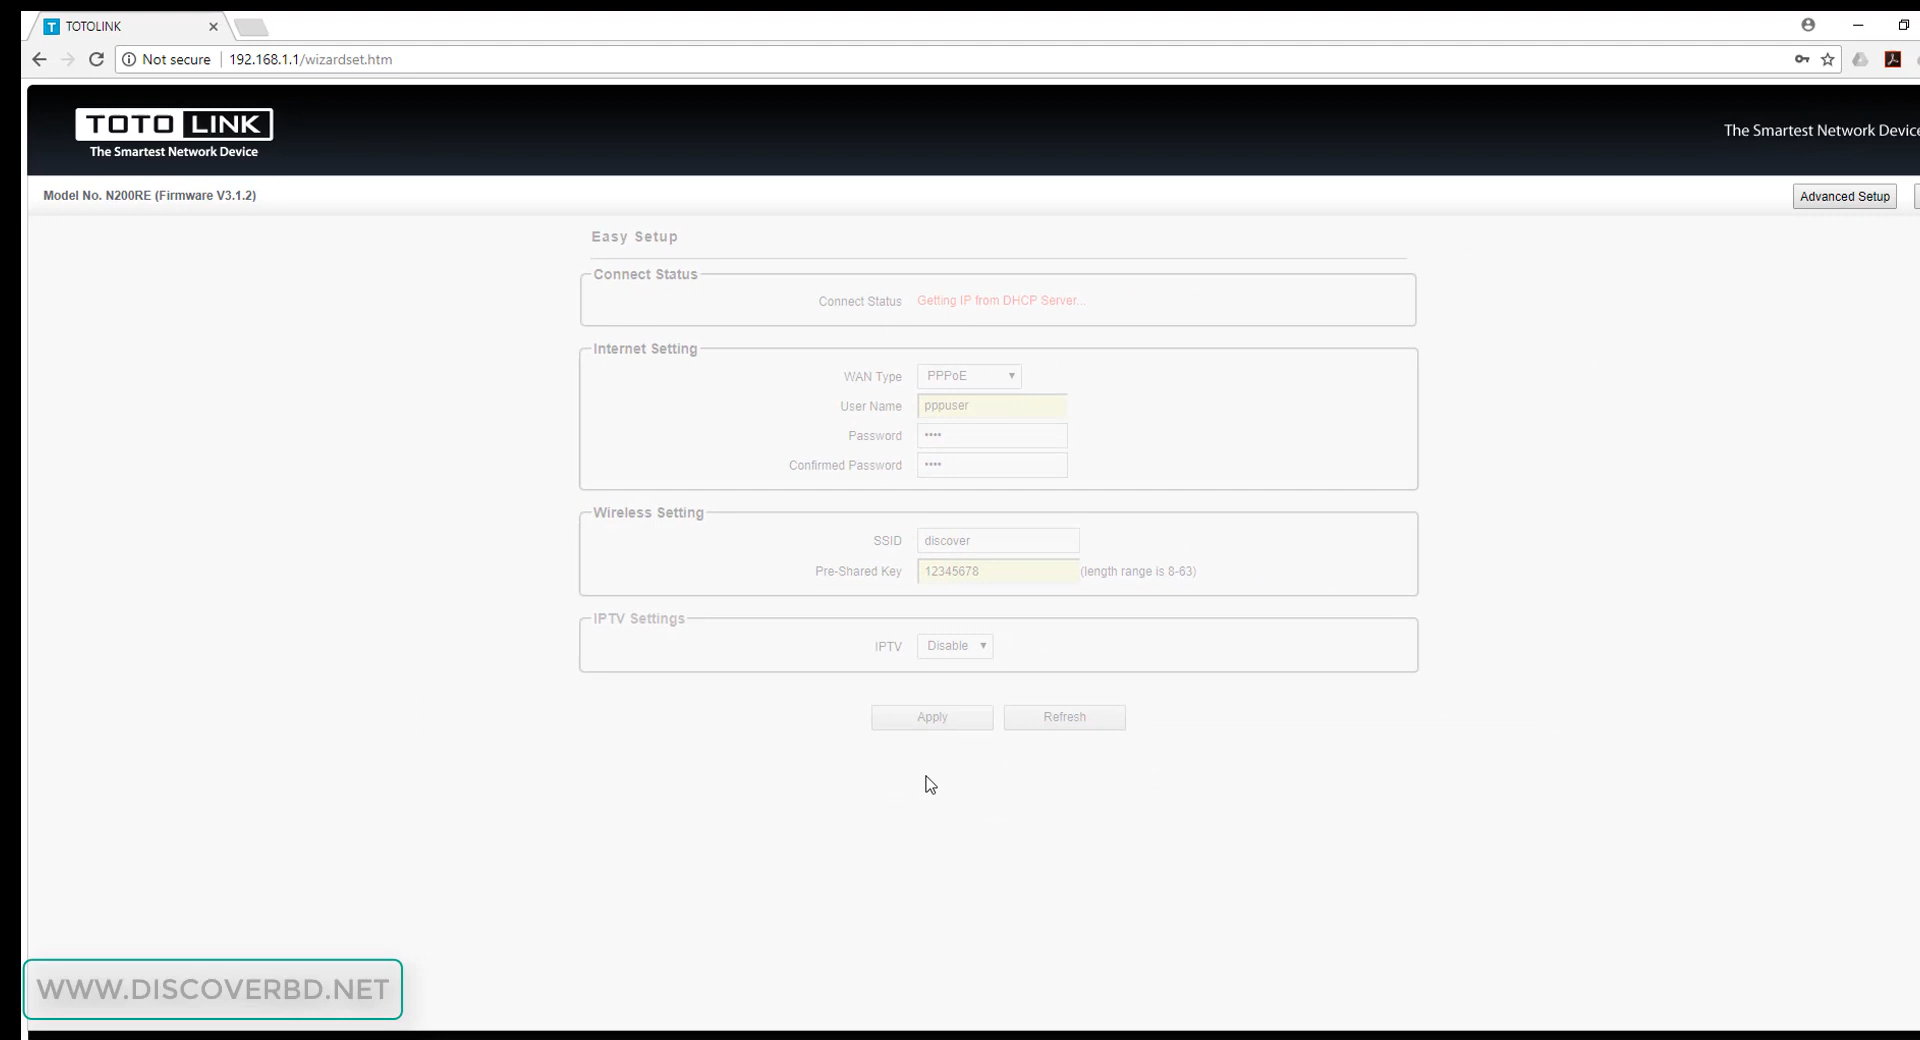 T TOTOLINK
Not secure 192.168.1.1/wizardset.htm
TOTO LINK
The Smartest Network Device
The Smartest Network Device
Model No. N200RE (Firmware V3.1.2)
Advanced Setup
Easy Setup
Connect Status
Connect Status Getting IP from DHCP Server...
Internet Setting
WAN Type PPPoE
User Name pppuser
Password ••••
Confirmed Password ••••
Wireless Setting
SSID discover
Pre-Shared Key 12345678 (length range is 8-63)
IPTV Settings
IPTV Disable
Apply Refresh
WWW.DISCOVERBD.NET